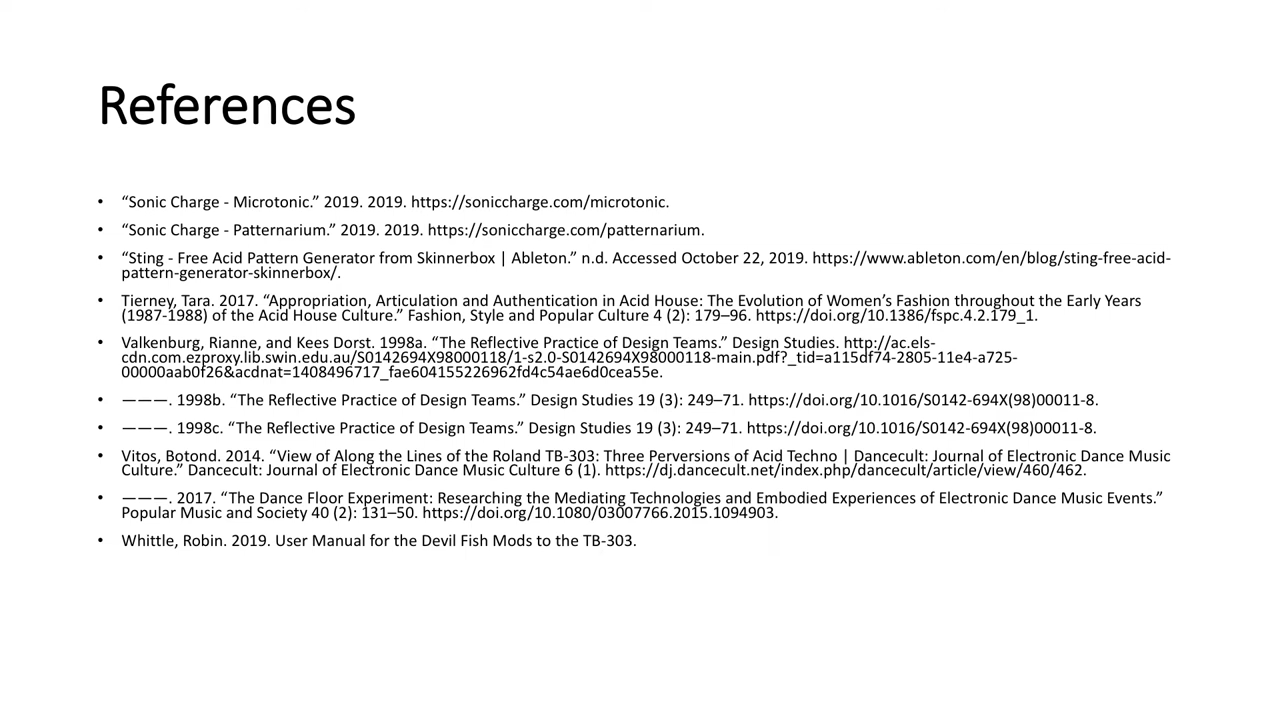 References
• “Sonic Charge - Microtonic.” 2019. 2019. https://soniccharge.com/microtonic.
• “Sonic Charge - Patternarium.” 2019. 2019. https://soniccharge.com/patternarium.
• “Sting - Free Acid Pattern Generator from Skinnerbox | Ableton.” n.d. Accessed October 22, 2019. https://www.ableton.com/en/blog/sting-free-acid-
pattern-generator-skinnerbox/.
• Tierney, Tara. 2017. “Appropriation, Articulation and Authentication in Acid House: The Evolution of Women’s Fashion throughout the Early Years
(1987-1988) of the Acid House Culture.” Fashion, Style and Popular Culture 4 (2): 179–96. https://doi.org/10.1386/fspc.4.2.179_1.
• Valkenburg, Rianne, and Kees Dorst. 1998a. “The Reflective Practice of Design Teams.” Design Studies. http://ac.els-
cdn.com.ezproxy.lib.swin.edu.au/S0142694X98000118/1-s2.0-S0142694X98000118-main.pdf?_tid=a115df74-2805-11e4-a725-
00000aab0f26&acdnat=1408496717_fae604155226962fd4c54ae6d0cea55e.
• ———. 1998b. “The Reflective Practice of Design Teams.” Design Studies 19 (3): 249–71. https://doi.org/10.1016/S0142-694X(98)00011-8.
• ———. 1998c. “The Reflective Practice of Design Teams.” Design Studies 19 (3): 249–71. https://doi.org/10.1016/S0142-694X(98)00011-8.
• Vitos, Botond. 2014. “View of Along the Lines of the Roland TB-303: Three Perversions of Acid Techno | Dancecult: Journal of Electronic Dance Music
Culture.” Dancecult: Journal of Electronic Dance Music Culture 6 (1). https://dj.dancecult.net/index.php/dancecult/article/view/460/462.
• ———. 2017. “The Dance Floor Experiment: Researching the Mediating Technologies and Embodied Experiences of Electronic Dance Music Events.”
Popular Music and Society 40 (2): 131–50. https://doi.org/10.1080/03007766.2015.1094903.
• Whittle, Robin. 2019. User Manual for the Devil Fish Mods to the TB-303.